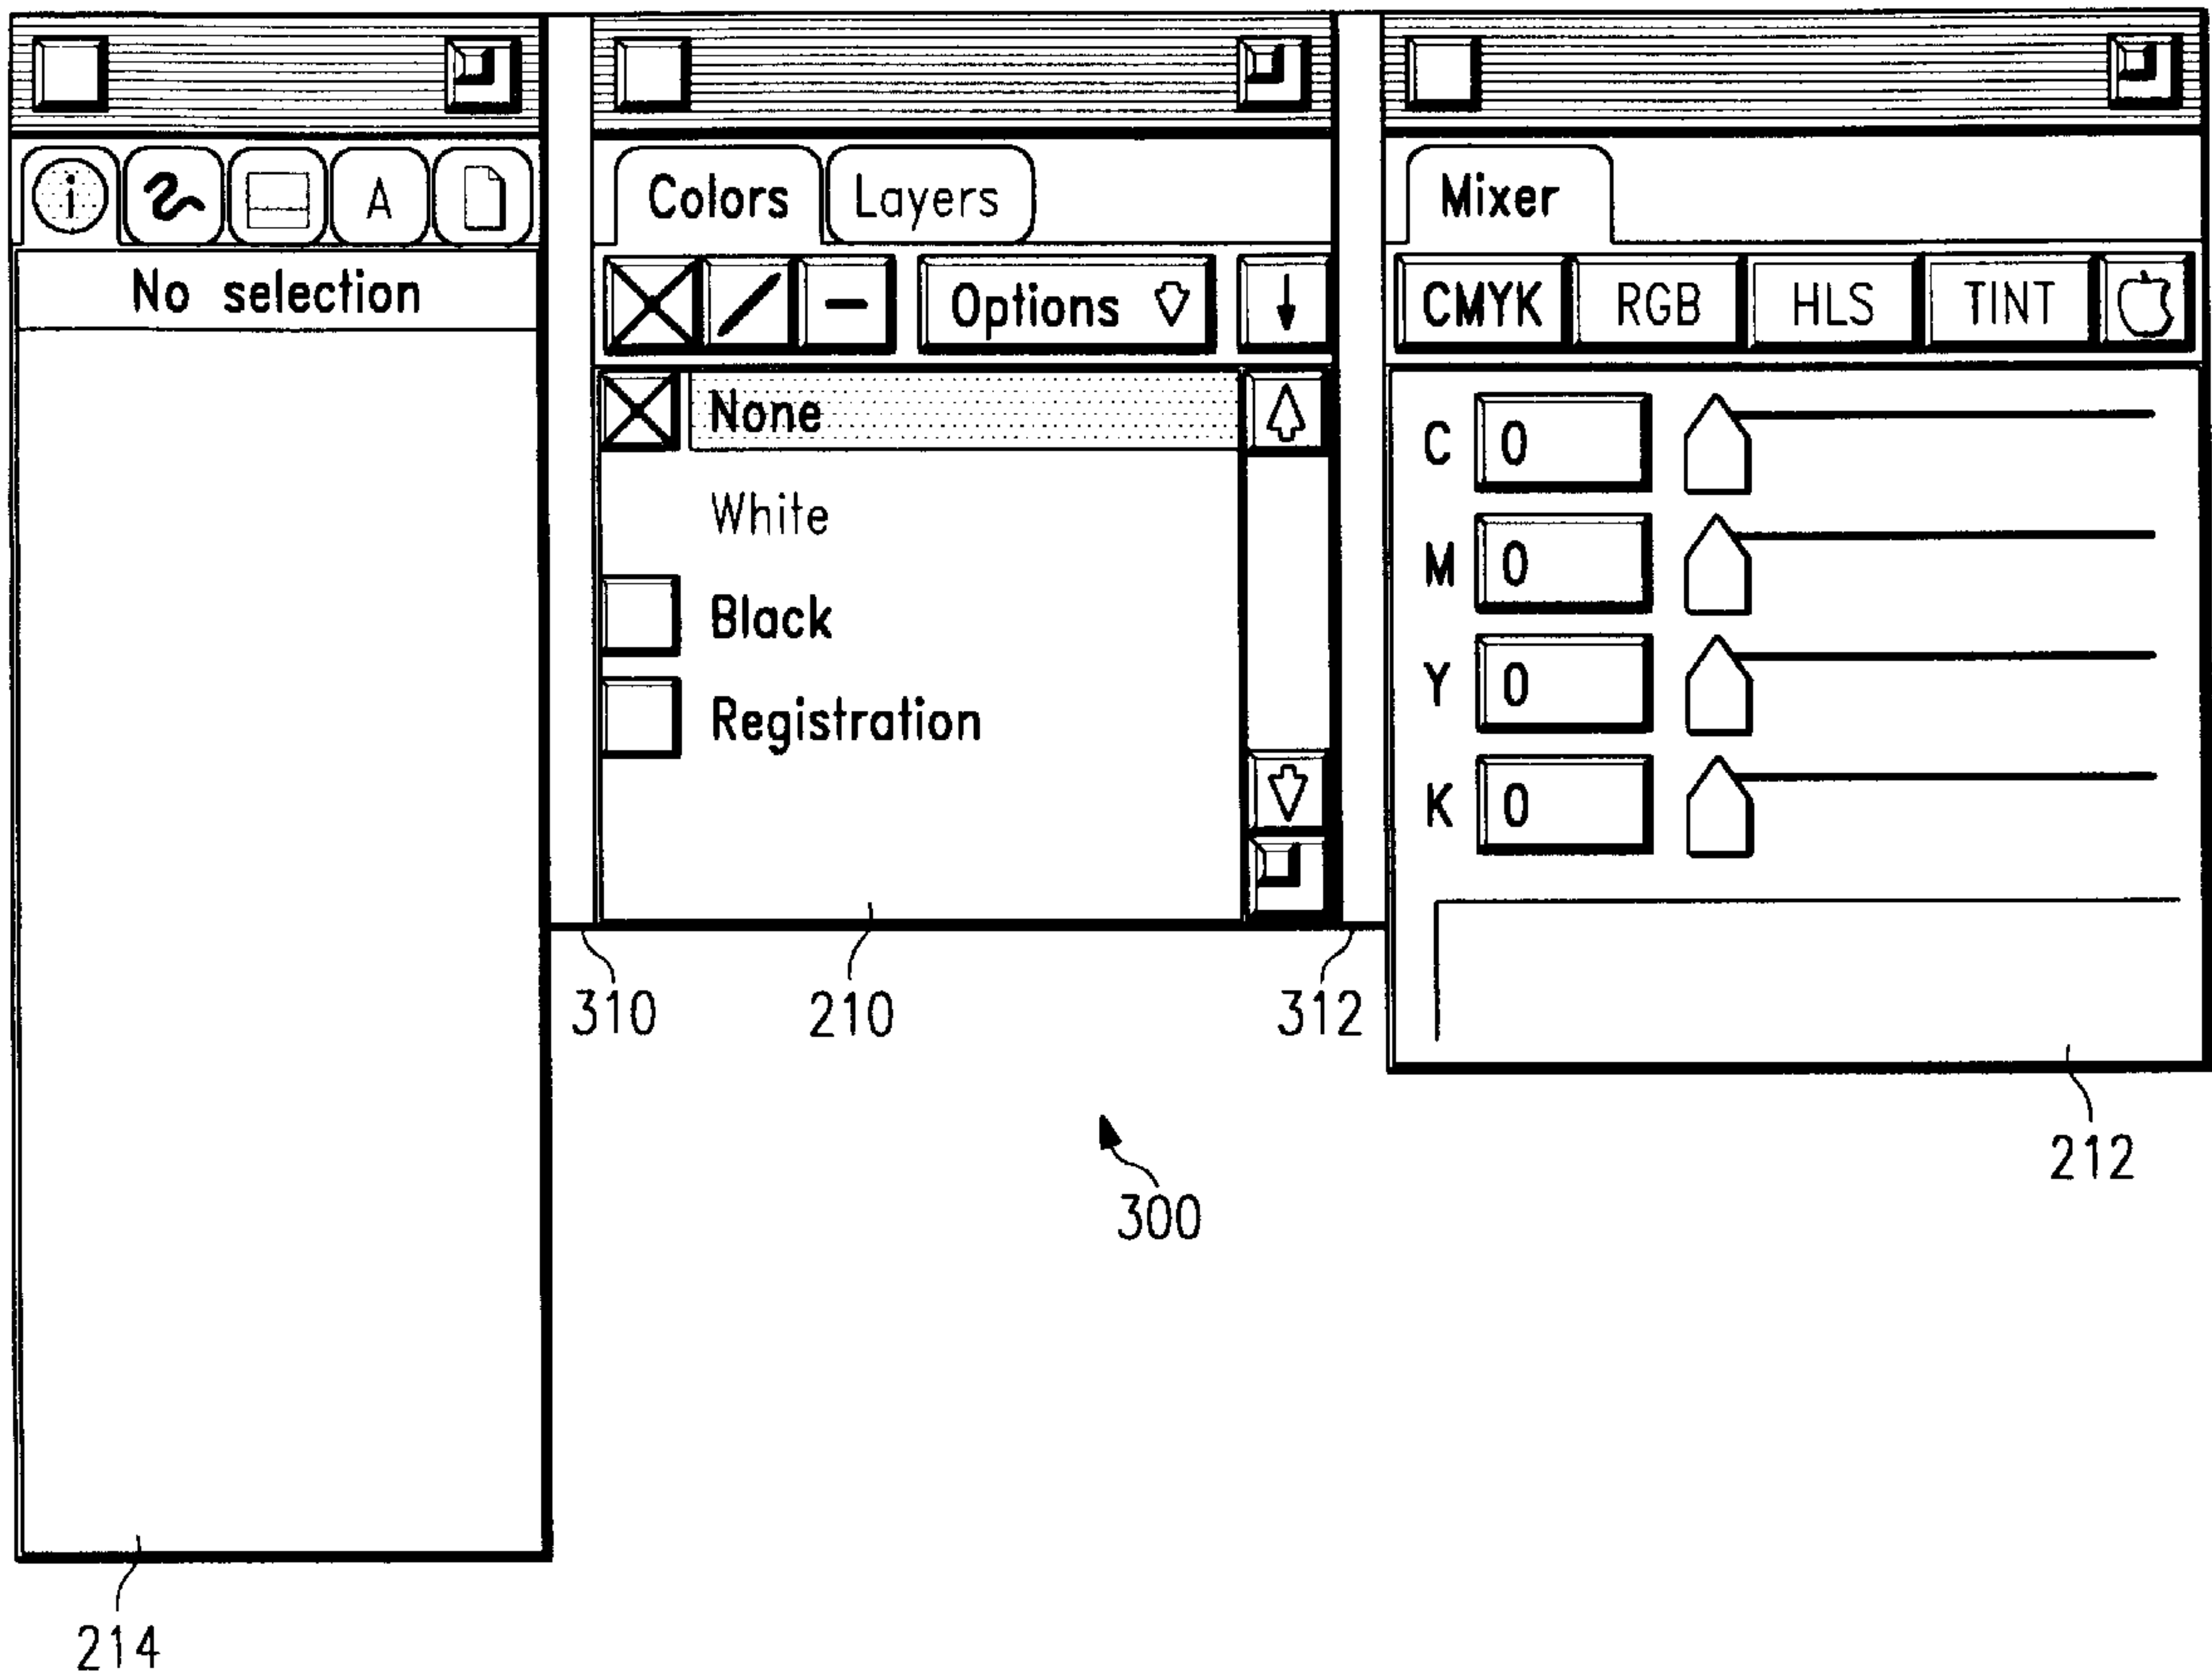 i
A
No selection
Colors Layers
Options
None
White
Black
Registration
Mixer
CMYK RGB HLS TINT
C 0
M 0
Y 0
K 0
310
210
312
212
300
214